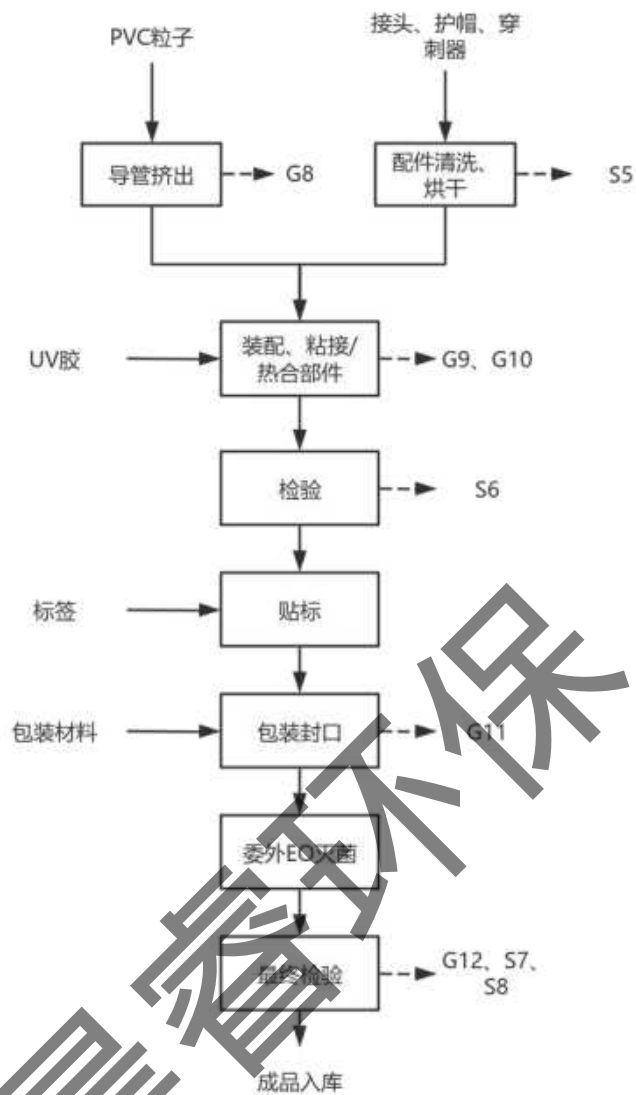 PVC粒子
接头、护帽、穿
刺器
导管挤出
G8
配件清洗、
烘干
S5
UV胶
装配、粘接/
热合部件
G9、G10
检验
S6
标签
贴标
包装材料
包装封口
G11
委外EO灭菌
最终检验
G12、S7、
S8
成品入库
睿环保